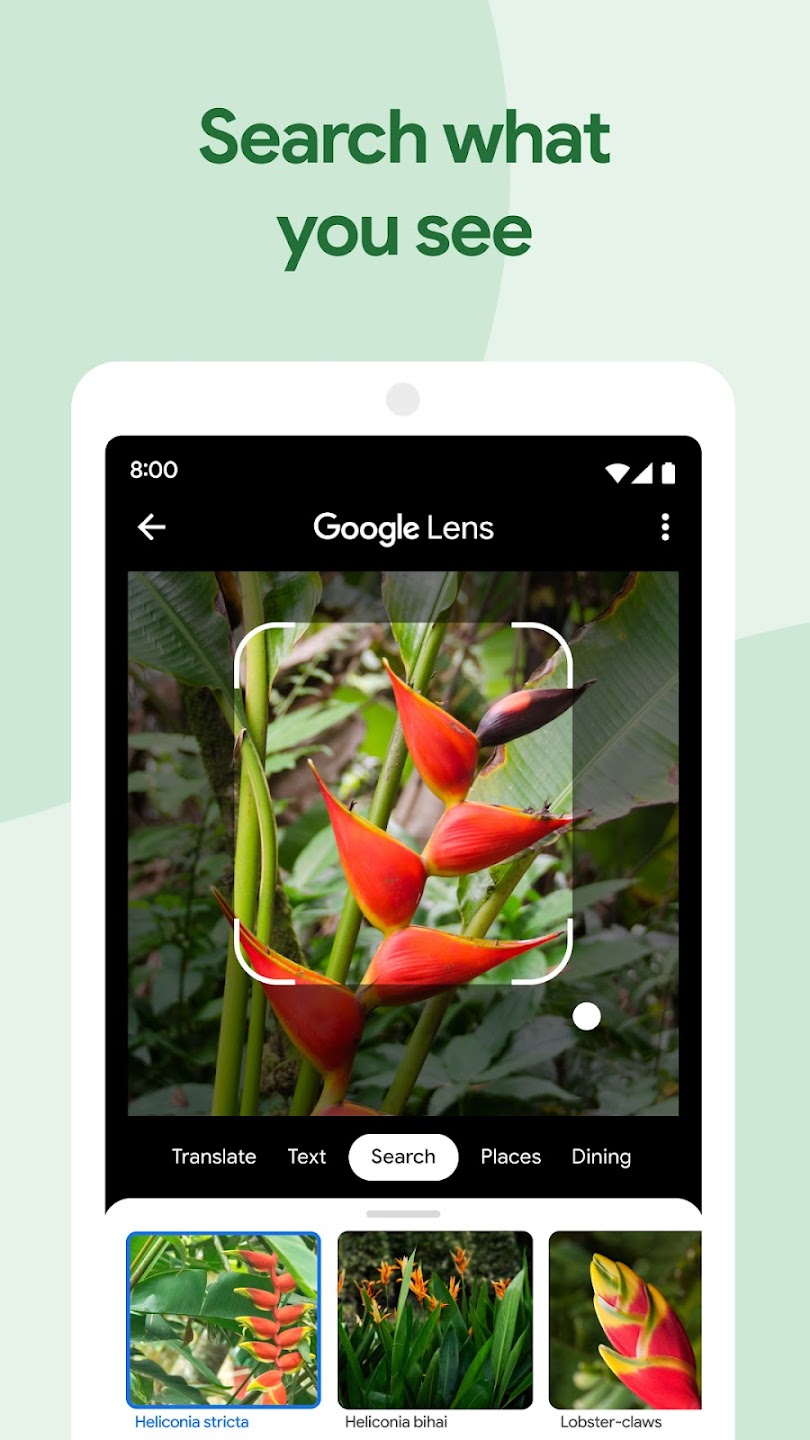 Search what
you see
8:00
Google Lens
Translate Text Search Places Dining
Heliconia stricta Heliconia bihai Lobster-claws